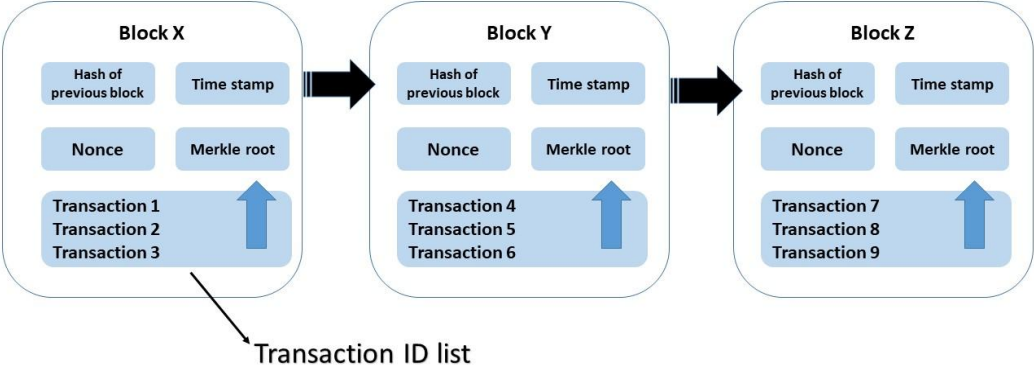 Block X
Hash of
previous block
Time stamp
Nonce
Merkle root
Transaction 1
Transaction 2
Transaction 3
Block Y
Hash of
previous block
Time stamp
Nonce
Merkle root
Transaction 4
Transaction 5
Transaction 6
Block Z
Hash of
previous block
Time stamp
Nonce
Merkle root
Transaction 7
Transaction 8
Transaction 9
Transaction ID list